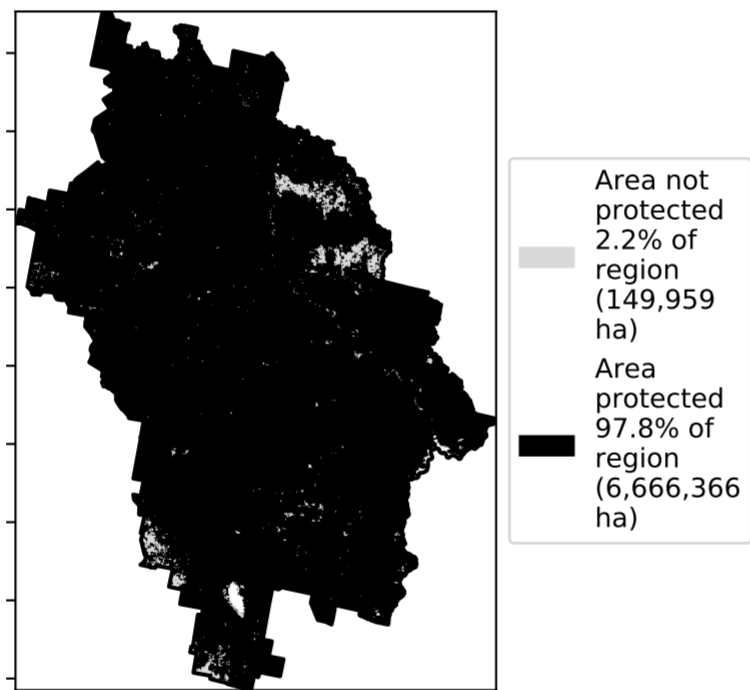 Area not
protected
2.2% of
region
(149,959
ha)
Area
protected
97.8% of
region
(6,666,366
ha)